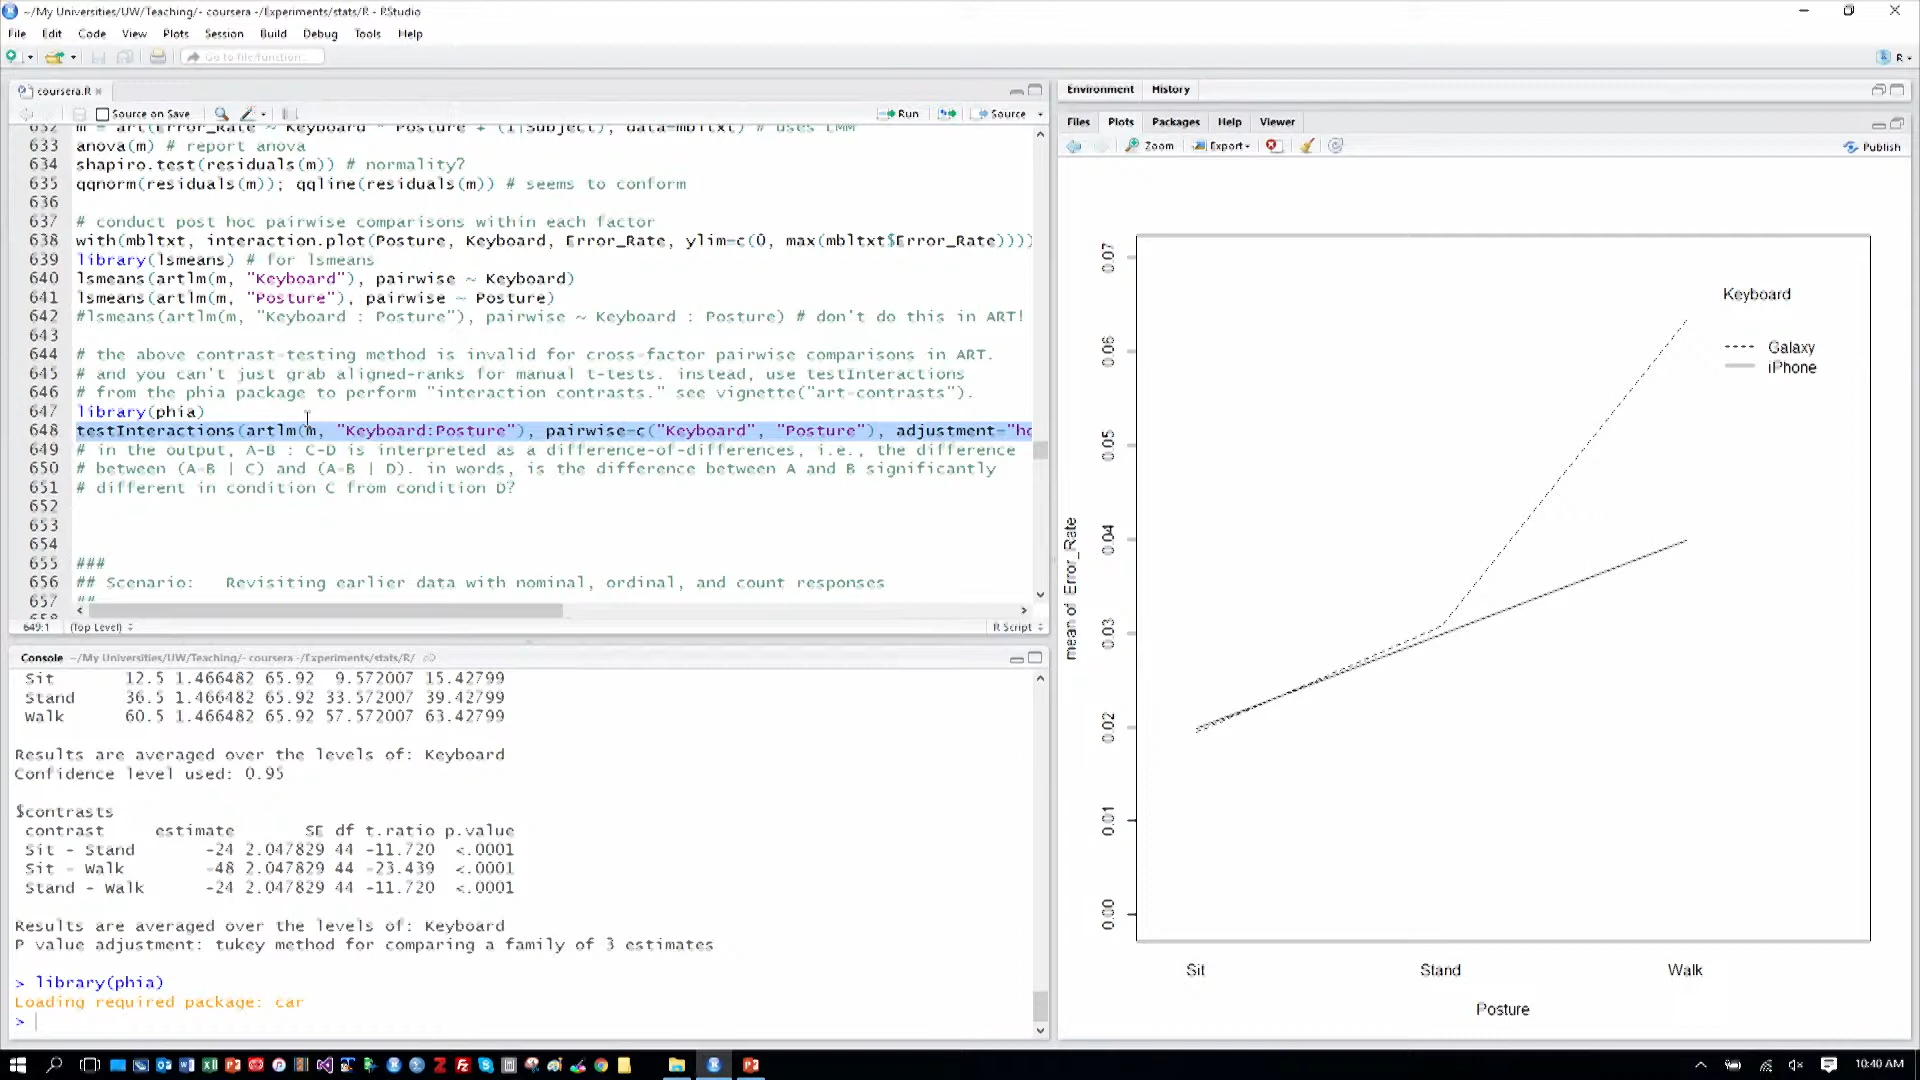 ~/My Universities/UW/Teaching/- coursera -/Experiments/stats/R - RStudio
File Edit Code View Plots Session Build Debug Tools Help
Go to file/function
R
coursera.R
Source on Save Run Source
632 m = art(Error_Rate ~ Keyboard * Posture + (1|Subject), data=mbltxt) # uses LMM
633 anova(m) # report anova
634 shapiro.test(residuals(m)) # normality?
635 qqnorm(residuals(m)); qqline(residuals(m)) # seems to conform
636
637 # conduct post hoc pairwise comparisons within each factor
638 with(mbltxt, interaction.plot(Posture, Keyboard, Error_Rate, ylim=c(0, max(mbltxt$Error_Rate))))
639 library(lsmeans) # for lsmeans
640 lsmeans(artlm(m, "Keyboard"), pairwise ~ Keyboard)
641 lsmeans(artlm(m, "Posture"), pairwise ~ Posture)
642 #lsmeans(artlm(m, "Keyboard : Posture"), pairwise ~ Keyboard : Posture) # don't do this in ART!
643
644 # the above contrast-testing method is invalid for cross-factor pairwise comparisons in ART.
645 # and you can't just grab aligned-ranks for manual t-tests. instead, use testInteractions
646 # from the phia package to perform "interaction contrasts." see vignette("art-contrasts").
647 library(phia)
648 testInteractions(artlm(m, "Keyboard:Posture"), pairwise=c("Keyboard", "Posture"), adjustment="ho
649 # in the output, A-B : C-D is interpreted as a difference-of-differences, i.e., the difference
650 # between (A-B | C) and (A-B | D). in words, is the difference between A and B significantly
651 # different in condition C from condition D?
652
653
654
655 ###
656 ## Scenario: Revisiting earlier data with nominal, ordinal, and count responses
657 ##
658
649:1 (Top Level) R Script
Console ~/My Universities/UW/Teaching/- coursera -/Experiments/stats/R/
Sit 12.5 1.466482 65.92 9.572007 15.42799
Stand 36.5 1.466482 65.92 33.572007 39.42799
Walk 60.5 1.466482 65.92 57.572007 63.42799
Results are averaged over the levels of: Keyboard
Confidence level used: 0.95
$contrasts
contrast estimate SE df t.ratio p.value
Sit - Stand -24 2.047829 44 -11.720 <.0001
Sit - Walk -48 2.047829 44 -23.439 <.0001
Stand - Walk -24 2.047829 44 -11.720 <.0001
Results are averaged over the levels of: Keyboard
P value adjustment: tukey method for comparing a family of 3 estimates
> library(phia)
Loading required package: car
>
Environment History
Files Plots Packages Help Viewer
Zoom Export Publish
Keyboard
Galaxy
iPhone
mean of Error_Rate
0.07
0.06
0.05
0.04
0.03
0.02
0.01
0.00
Sit Stand Walk
Posture
10:40 AM